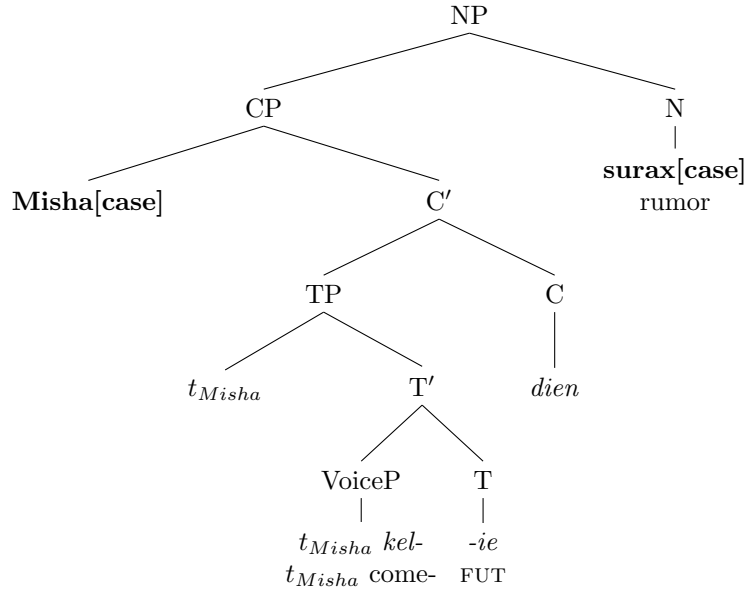 NP
CP N
Misha[case] C′ surax[case]
rumor
TP C
t_Misha T′ dien
VoiceP T
t_Misha kel- -ie
t_Misha come- FUT